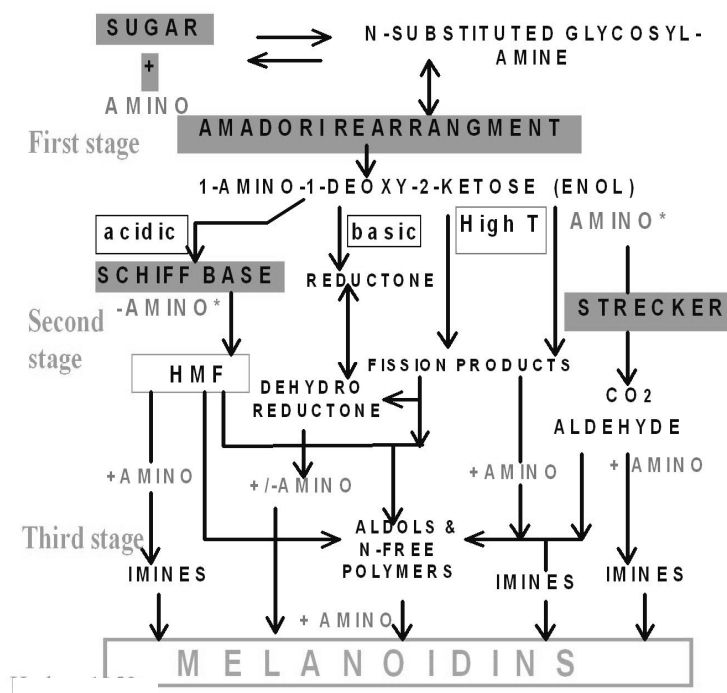 SUGAR
+
AMINO
N-SUBSTITUTED GLYCOSYL-
AMINE
First stage
AMADORI REARRANGMENT
1-AMINO-1-DEOXY-2-KETOSE (ENOL)
acidic
basic
High T
AMINO*
SCHIFF BASE
REDUCTONE
-AMINO*
STRECKER
Second
stage
HMF
FISSION PRODUCTS
DEHYDRO
REDUCTONE
CO2
ALDEHYDE
+AMINO
+/-AMINO
+AMINO
+ AMINO
Third stage
ALDOLS &
N-FREE
POLYMERS
IMINES
IMINES
IMINES
+ AMINO
MELANOIDINS